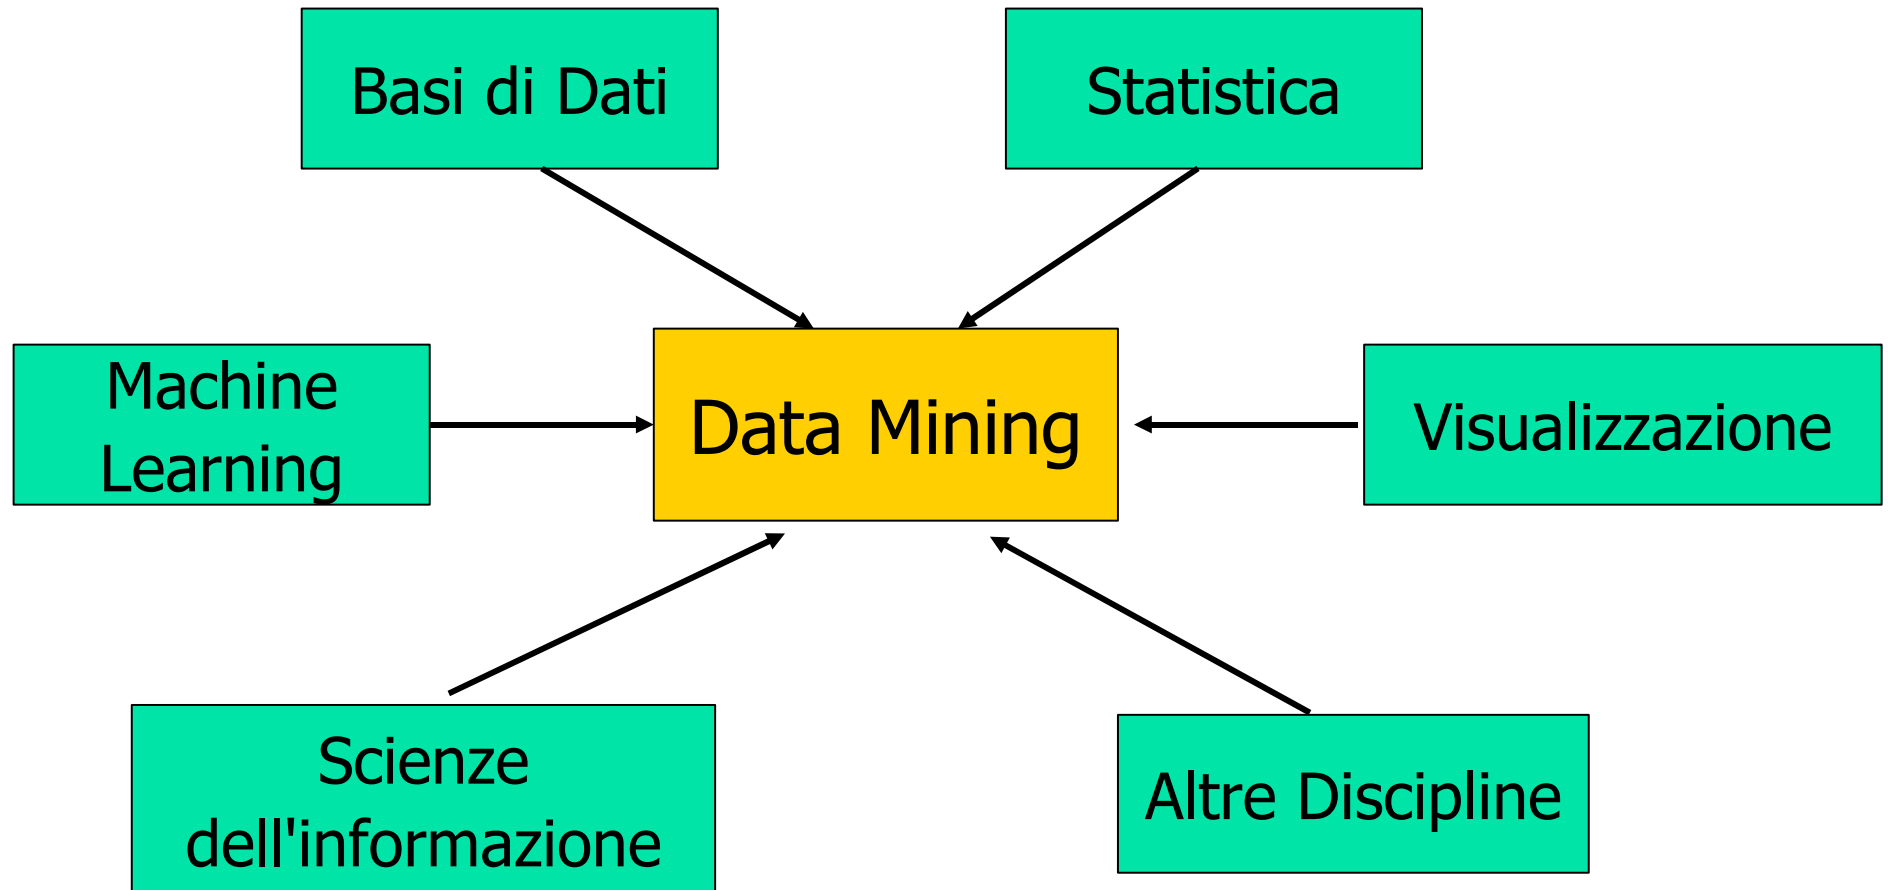 Basi di Dati
Statistica
Machine
Learning
Data Mining
Visualizzazione
Scienze
dell'informazione
Altre Discipline